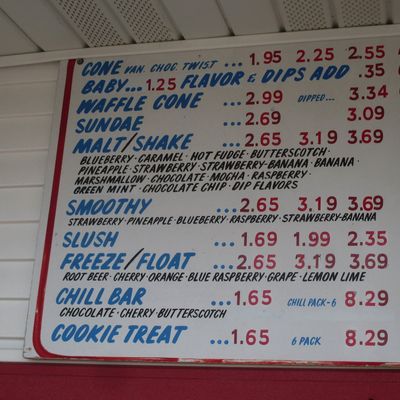 CONE VAN. CHOC. TWIST ... 1.95 2.25 2.55
BABY...1.25 FLAVOR & DIPS ADD .35
WAFFLE CONE ...2.99 DIPPED... 3.34
SUNDAE ...2.69 3.09
MALT/SHAKE ...2.65 3.19 3.69
BLUEBERRY·CARAMEL·HOT FUDGE·BUTTERSCOTCH·
PINEAPPLE·STRAWBERRY·STRAWBERRY-BANANA·BANANA·
MARSHMALLOW·CHOCOLATE·MOCHA·RASPBERRY·
GREEN MINT·CHOCOLATE CHIP·DIP FLAVORS
SMOOTHY ...2.65 3.19 3.69
STRAWBERRY·PINEAPPLE·BLUEBERRY·RASPBERRY·STRAWBERRY-BANANA
SLUSH ...1.69 1.99 2.35
FREEZE/FLOAT ...2.65 3.19 3.69
ROOT BEER·CHERRY·ORANGE·BLUE RASPBERRY·GRAPE·LEMON LIME
CHILL BAR ...1.65 CHILL PACK-6 8.29
CHOCOLATE·CHERRY·BUTTERSCOTCH
COOKIE TREAT ...1.65 6 PACK 8.29